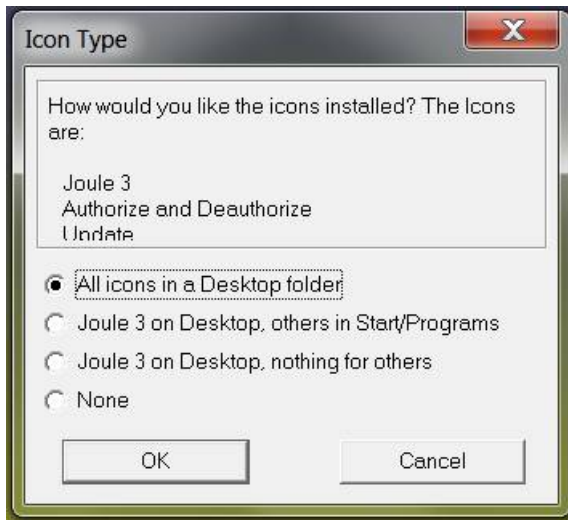 Icon Type
How would you like the icons installed? The Icons
are:
Joule 3
Authorize and Deauthorize
Update
All icons in a Desktop folder
Joule 3 on Desktop, others in Start/Programs
Joule 3 on Desktop, nothing for others
None
OK
Cancel